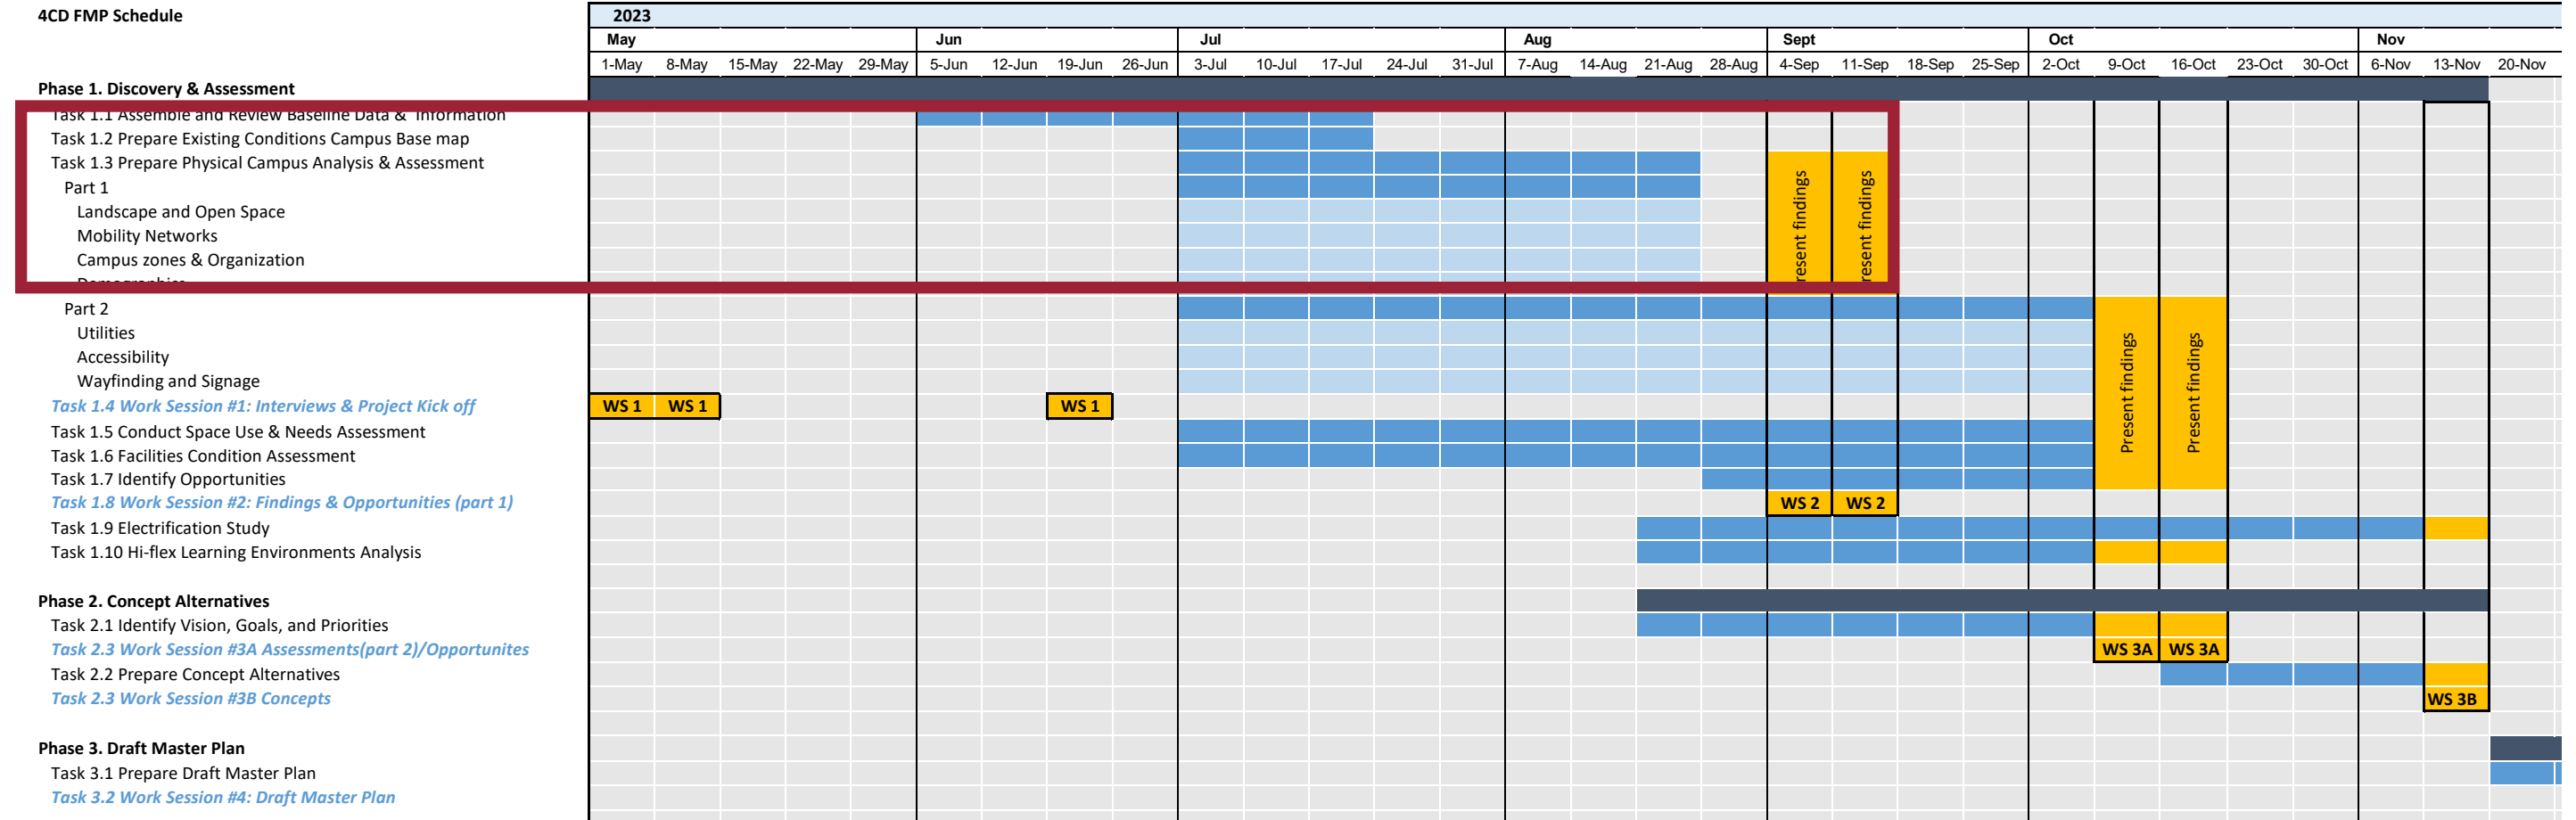 4CD FMP Schedule
2023
May Jun Jul Aug Sept Oct Nov
1-May 8-May 15-May 22-May 29-May 5-Jun 12-Jun 19-Jun 26-Jun 3-Jul 10-Jul 17-Jul 24-Jul 31-Jul 7-Aug 14-Aug 21-Aug 28-Aug 4-Sep 11-Sep 18-Sep 25-Sep 2-Oct 9-Oct 16-Oct 23-Oct 30-Oct 6-Nov 13-Nov 20-Nov
Phase 1. Discovery & Assessment
Task 1.1 Assemble and Review Baseline Data & Information
Task 1.2 Prepare Existing Conditions Campus Base map
Task 1.3 Prepare Physical Campus Analysis & Assessment
Part 1
Landscape and Open Space
Mobility Networks
Campus zones & Organization
resent findings
resent findings
Part 2
Utilities
Accessibility
Wayfinding and Signage
Present findings
Present findings
Task 1.4 Work Session #1: Interviews & Project Kick off WS 1 WS 1 WS 1
Task 1.5 Conduct Space Use & Needs Assessment
Task 1.6 Facilities Condition Assessment
Task 1.7 Identify Opportunities
Task 1.8 Work Session #2: Findings & Opportunities (part 1) WS 2 WS 2
Task 1.9 Electrification Study
Task 1.10 Hi-flex Learning Environments Analysis
Phase 2. Concept Alternatives
Task 2.1 Identify Vision, Goals, and Priorities
Task 2.3 Work Session #3A Assessments(part 2)/Opportunites WS 3A WS 3A
Task 2.2 Prepare Concept Alternatives
Task 2.3 Work Session #3B Concepts WS 3B
Phase 3. Draft Master Plan
Task 3.1 Prepare Draft Master Plan
Task 3.2 Work Session #4: Draft Master Plan